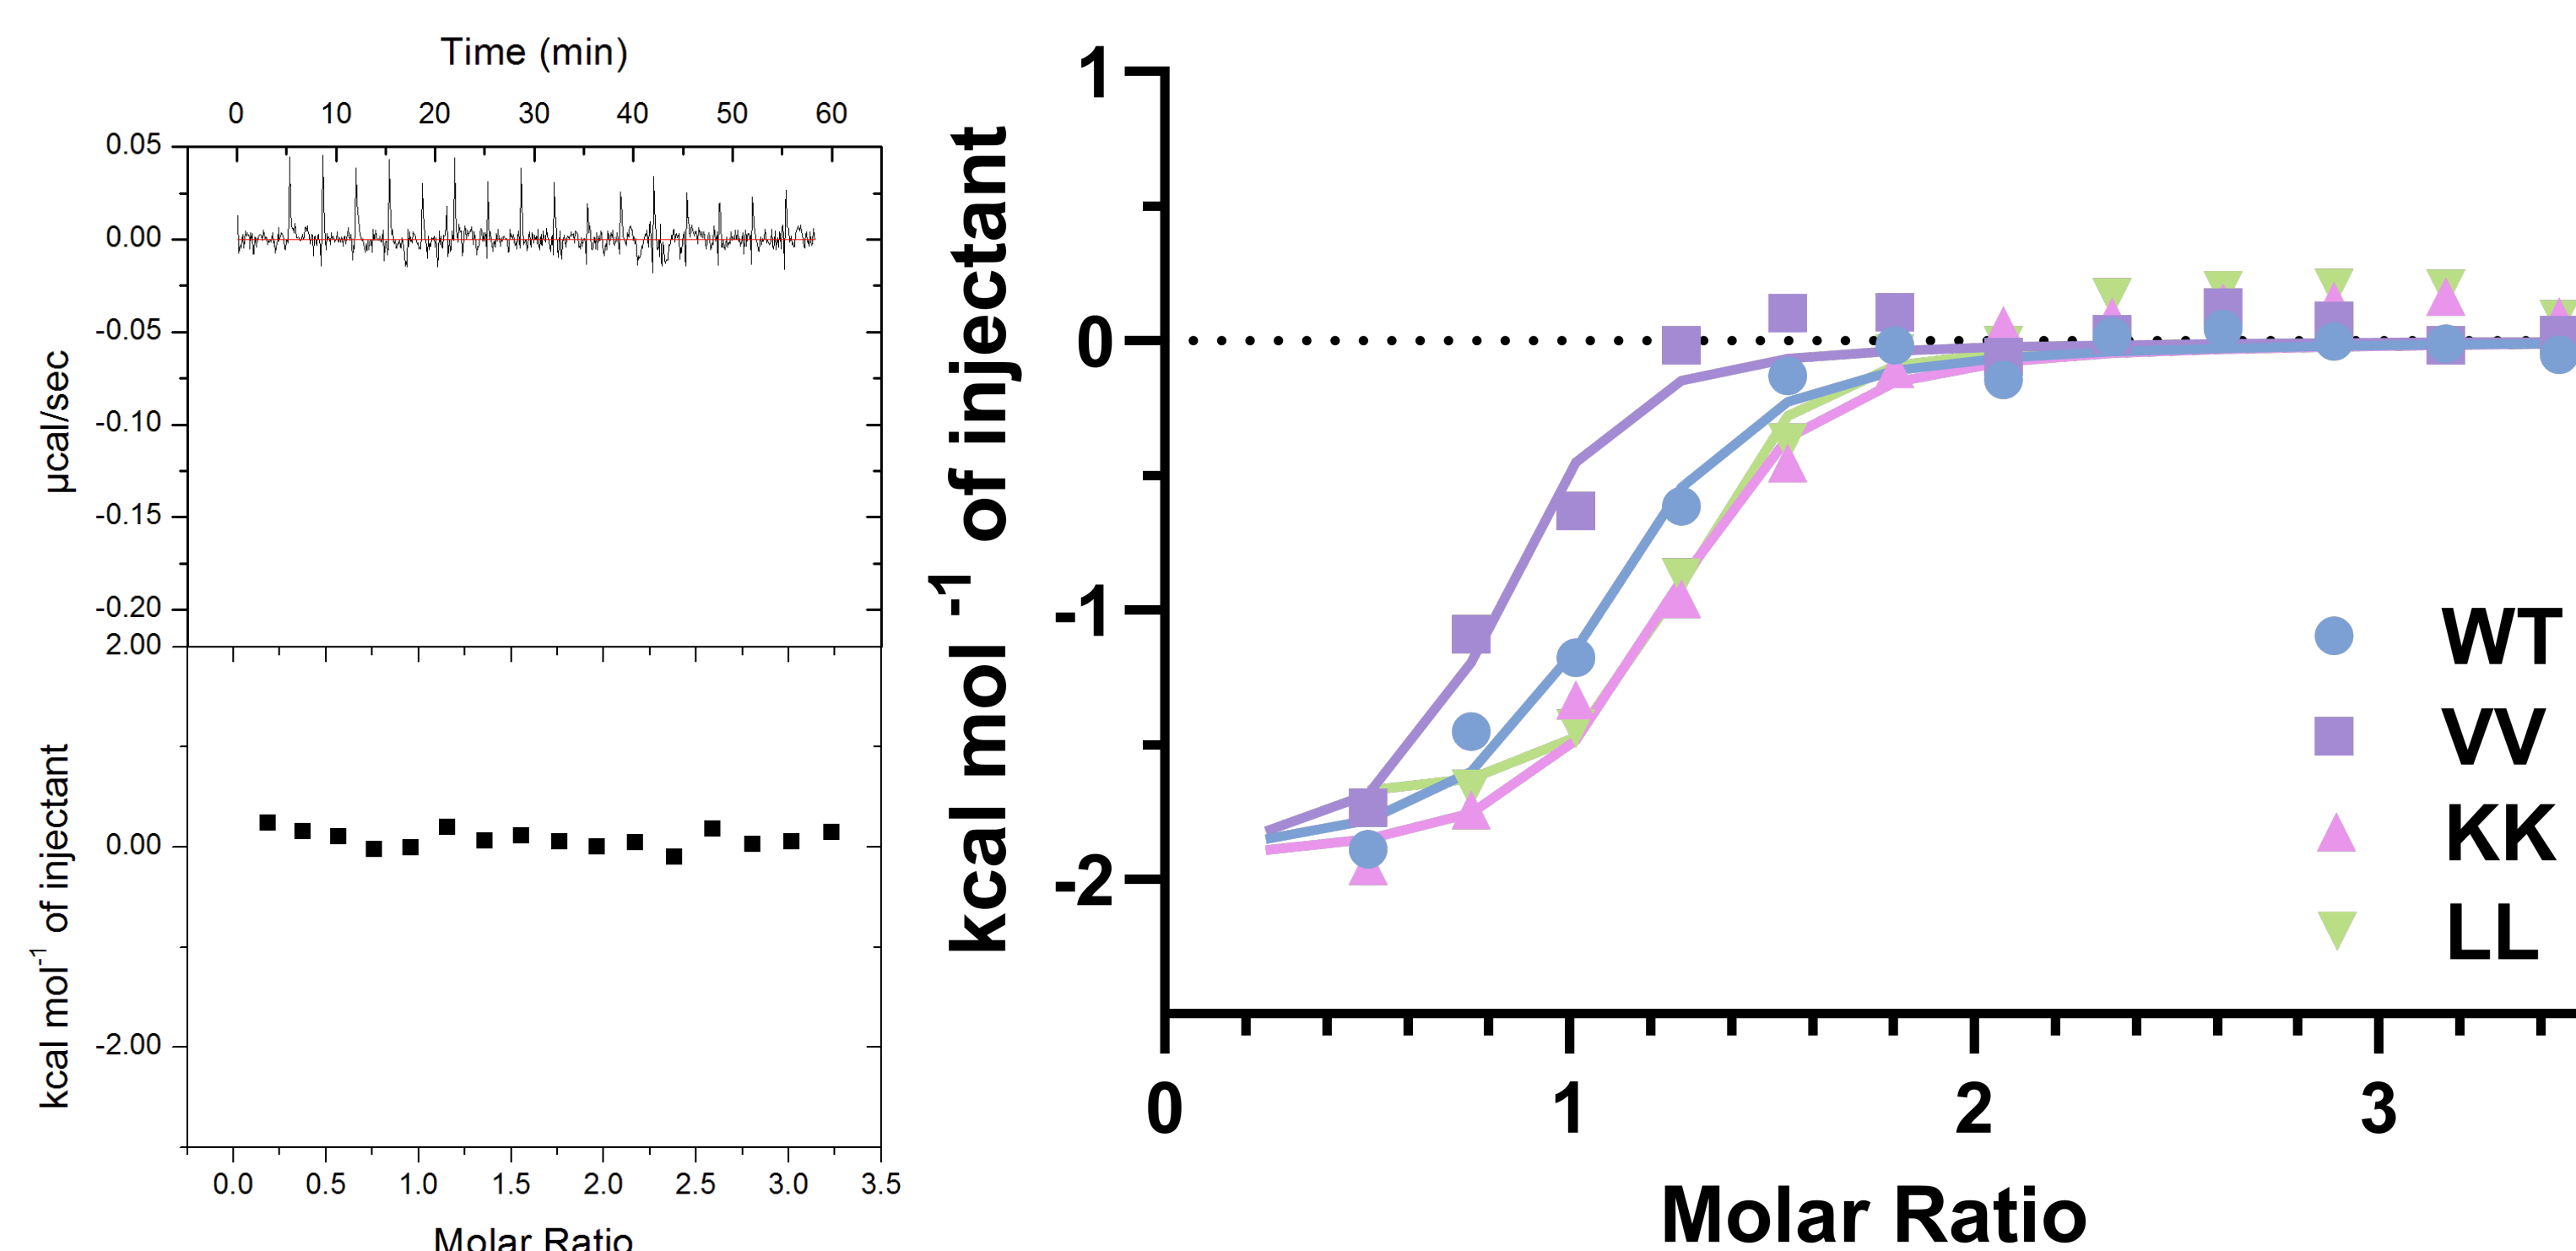 Time (min)
0 10 20 30 40 50 60
0.05
0.00
-0.05
-0.10
-0.15
-0.20
µcal/sec
2.00
0.00
-2.00
kcal mol-1 of injectant
0.0 0.5 1.0 1.5 2.0 2.5 3.0 3.5
Molar Ratio
1
0
-1
-2
kcal mol -1 of injectant
WT
VV
KK
LL
0 1 2 3
Molar Ratio